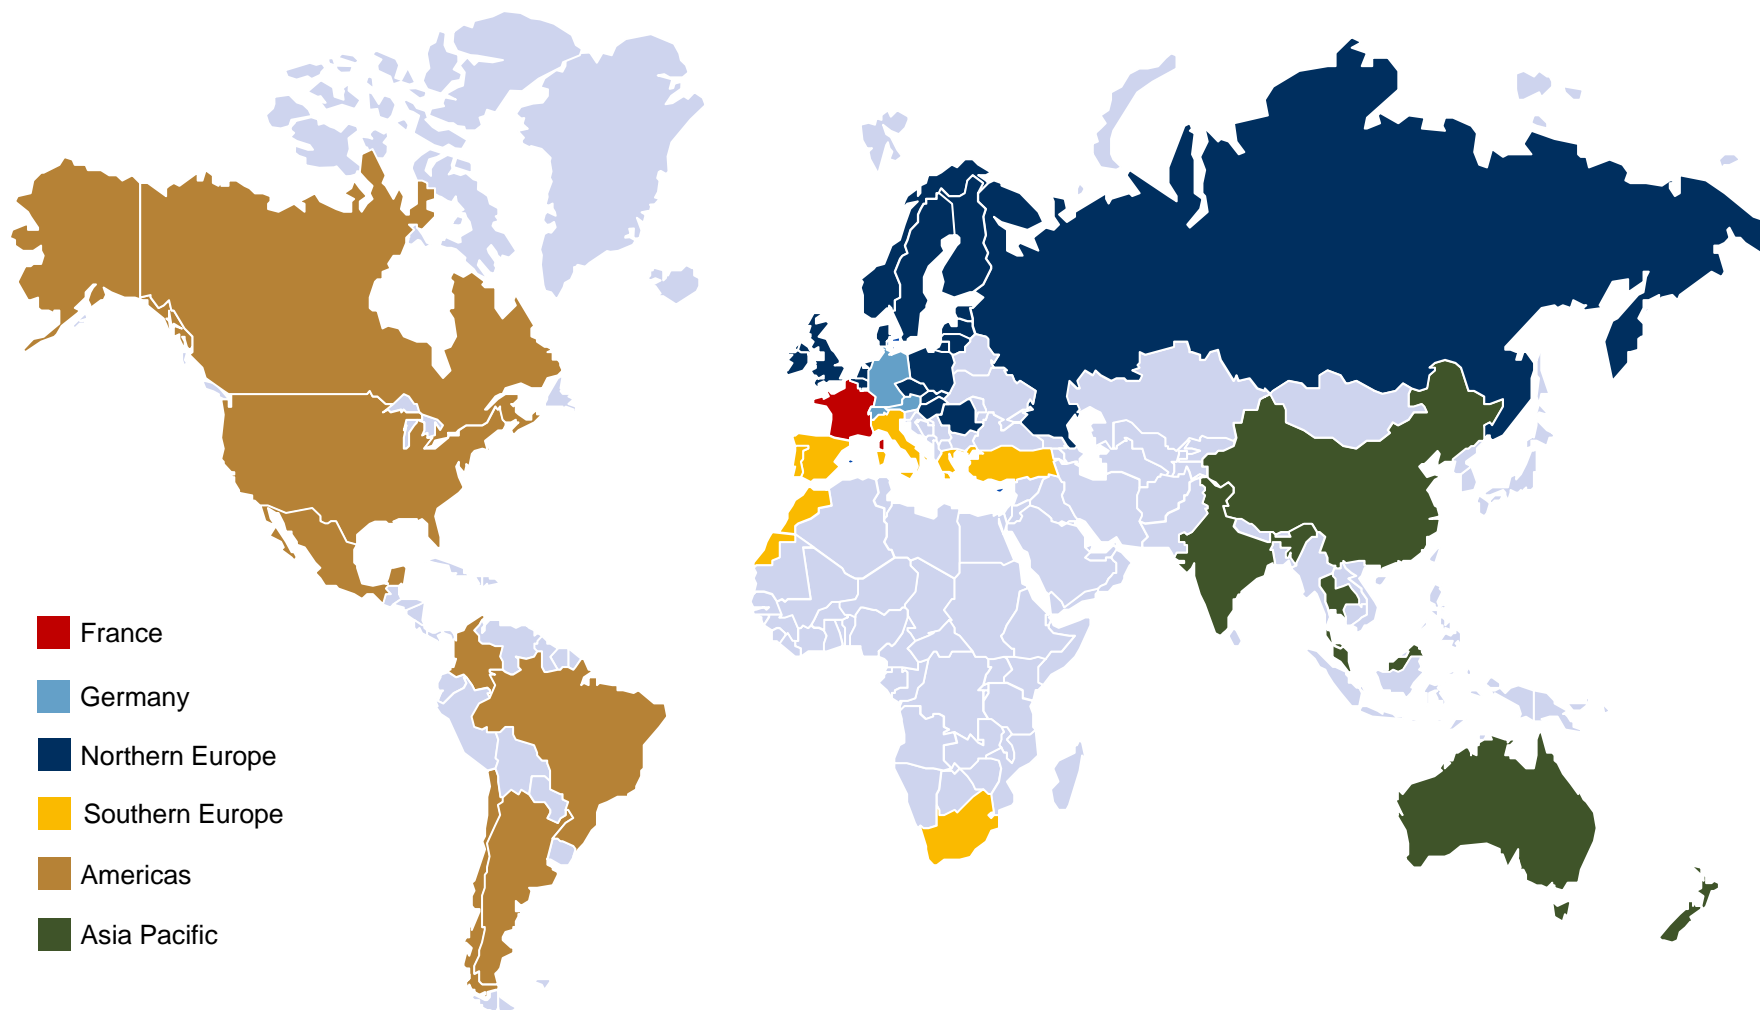 France
Germany
Northern Europe
Southern Europe
Americas
Asia Pacific